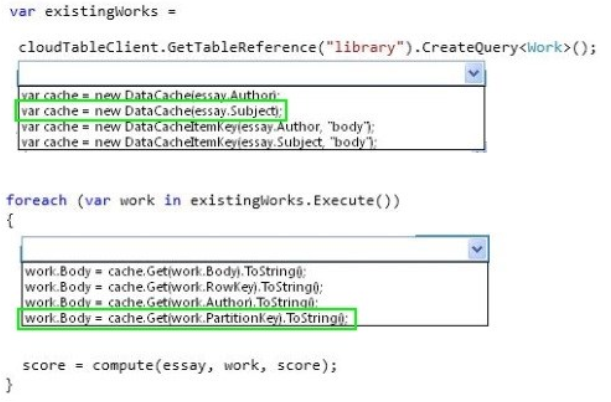 var existingWorks =
cloudTableClient.GetTableReference("library").CreateQuery<Work>();
var cache = new DataCache(essay.Author);
var cache = new DataCache(essay.Subject);
var cache = new DataCacheItemKey(essay.Author, "body");
var cache = new DataCacheItemKey(essay.Subject, "body");
foreach (var work in existingWorks.Execute())
{
work.Body = cache.Get(work.Body).ToString();
work.Body = cache.Get(work.RowKey).ToString();
work.Body = cache.Get(work.Author).ToString();
work.Body = cache.Get(work.PartitionKey).ToString();
score = compute(essay, work, score);
}